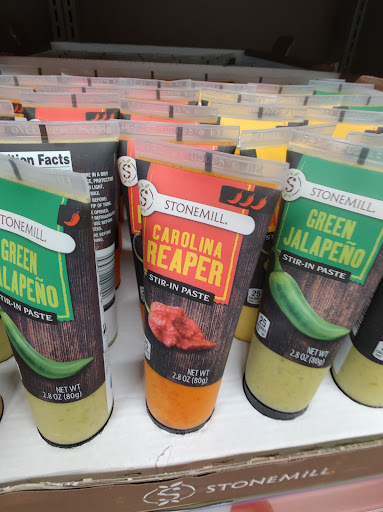 tion Facts
STONEMILL
GREEN
ALAPEÑO
STIR-IN PASTE
NET WT
2.8 OZ (80g)
S
STONEMILL
CAROLINA
REAPER
STIR-IN PASTE
NET WT
2.8 OZ (80g)
S
STONEMILL
GREEN
JALAPEÑO
STIR-IN PASTE
NET WT
2.8 OZ (80g)
S STONEMILL